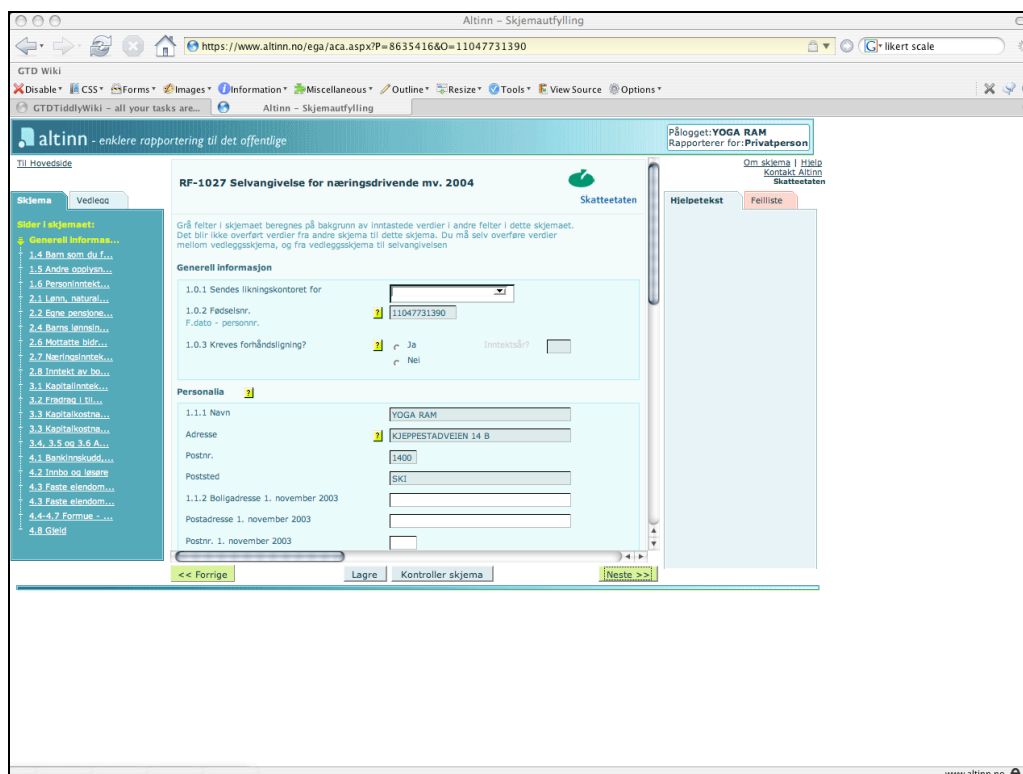 Altinn – Skjemautfylling
https://www.altinn.no/ega/aca.aspx?P=8635416&O=11047731390
likert scale
GTD Wiki
Disable CSS Forms Images Information Miscellaneous Outline Resize Tools View Source Options
GTDTiddlyWiki – all your tasks are... Altinn – Skjemautfylling
altinn - enklere rapportering til det offentlige
Pålogget:YOGA RAM
Rapporterer for:Privatperson
Til Hovedside
Om skjema | Hjelp
Kontakt Altinn
Skatteetaten
Skjema Vedlegg
Hjelpetekst Feilliste
Sider i skjemaet:
Generell informas...
1.4 Barn som du f...
1.5 Andre opplysn...
1.6 Personinntekt...
2.1 Lønn, natural...
2.2 Egne pensjone...
2.4 Barns lønnsin...
2.6 Mottatte bidr...
2.7 Næringsinntek...
2.8 Inntekt av bo...
3.1 Kapitalinntek...
3.2 Fradrag i til...
3.3 Kapitalkostna...
3.3 Kapitalkostna...
3.4, 3.5 og 3.6 A...
4.1 Bankinnskudd,...
4.2 Innbo og løsøre
4.3 Faste eiendom...
4.3 Faste eiendom...
4.4-4.7 Formue - ...
4.8 Gjeld
RF-1027 Selvangivelse for næringsdrivende mv. 2004
Skatteetaten
Grå felter i skjemaet beregnes på bakgrunn av inntastede verdier i andre felter i dette skjemaet.
Det blir ikke overført verdier fra andre skjema til dette skjema. Du må selv overføre verdier
mellom vedleggsskjema, og fra vedleggsskjema til selvangivelsen
Generell informasjon
1.0.1 Sendes likningskontoret for
1.0.2 Fødselsnr. ? 11047731390
F.dato - personnr.
1.0.3 Kreves forhåndsligning? ? Ja Inntektsår?
Nei
Personalia ?
1.1.1 Navn YOGA RAM
Adresse ? KJEPPESTADVEIEN 14 B
Postnr. 1400
Poststed SKI
1.1.2 Boligadresse 1. november 2003
Postadresse 1. november 2003
Postnr. 1. november 2003
<< Forrige Lagre Kontroller skjema Neste >>
www.altinn.no